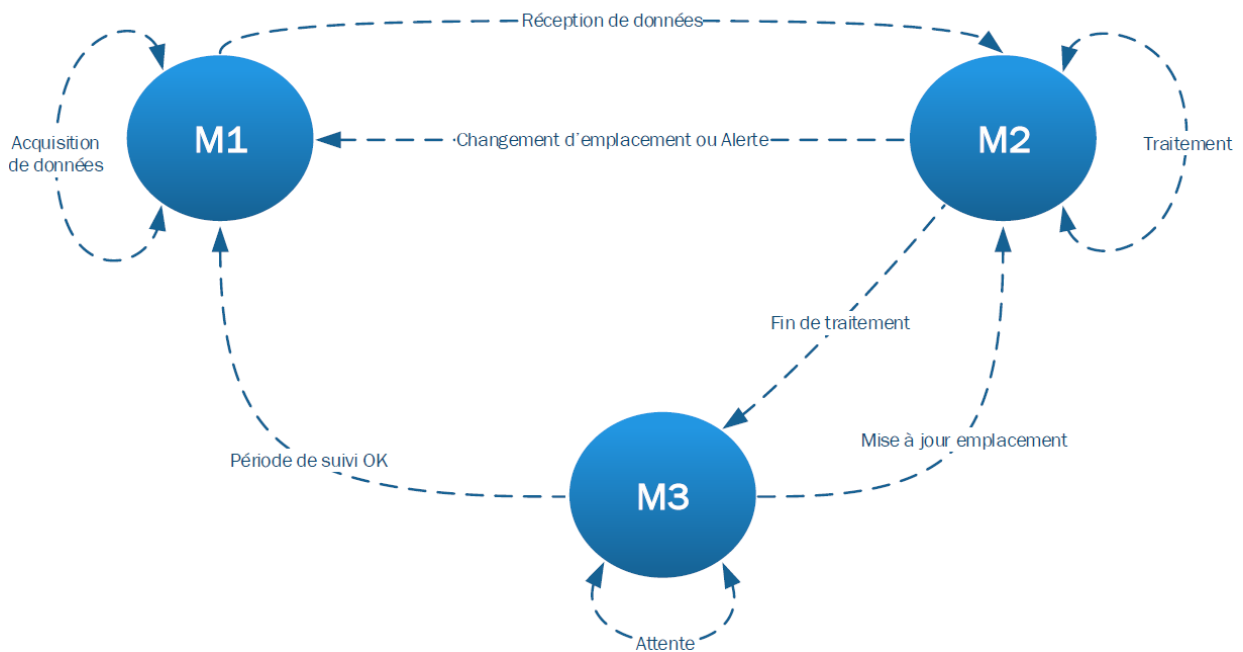 Réception de données
M1
M2
Acquisition
de données
Changement d'emplacement ou Alerte
Traitement
Fin de traitement
Mise à jour emplacement
Période de suivi OK
M3
Attente